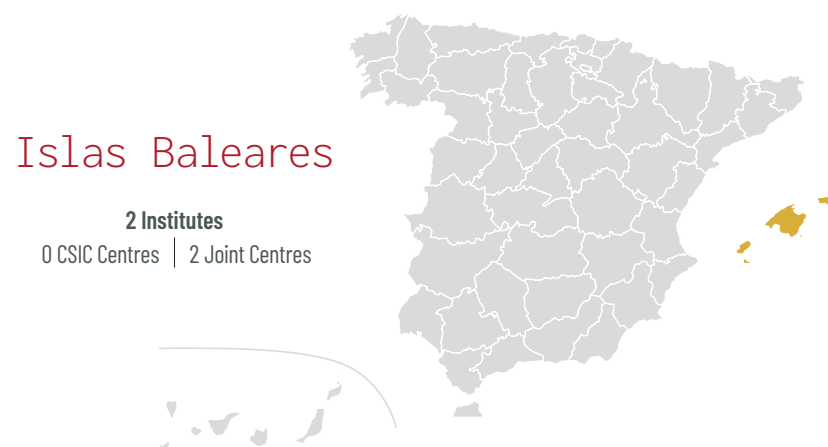 Islas Baleares
2 Institutes
0 CSIC Centres | 2 Joint Centres